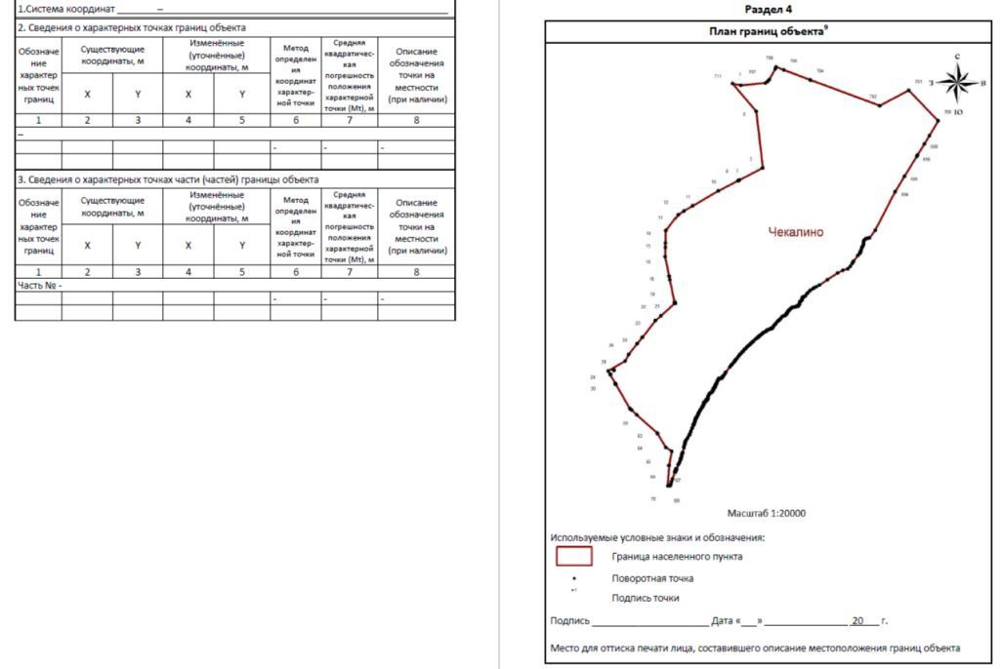 1.Система координат _______ – _______
2. Сведения о характерных точках границ объекта
Обозначе
ние
характер
ных точек
границ
Существующие
координаты, м
Изменённые
(уточнённые)
координаты, м
Метод
определен
ия
координат
характер-
ной точки
Средняя
квадратичес-
кая
погрешность
положения
характерной
точки (Mt), м
Описание
обозначения
точки на
местности
(при наличии)
X Y X Y
1 2 3 4 5 6 7 8
–
- - -
3. Сведения о характерных точках части (частей) границы объекта
Обозначе
ние
характер
ных точек
границ
Существующие
координаты, м
Изменённые
(уточнённые)
координаты, м
Метод
определен
ия
координат
характер-
ной точки
Средняя
квадратичес-
кая
погрешность
положения
характерной
точки (Mt), м
Описание
обозначения
точки на
местности
(при наличии)
X Y X Y
1 2 3 4 5 6 7 8
Часть № -
- - -
Раздел 4
План границ объекта9
С
З В
Ю
Чекалино
Масштаб 1:20000
Используемые условные знаки и обозначения:
Граница населенного пункта
Поворотная точка
Подпись точки
Подпись _______ Дата «___» _______ 20___ г.
Место для оттиска печати лица, составившего описание местоположения границ объекта